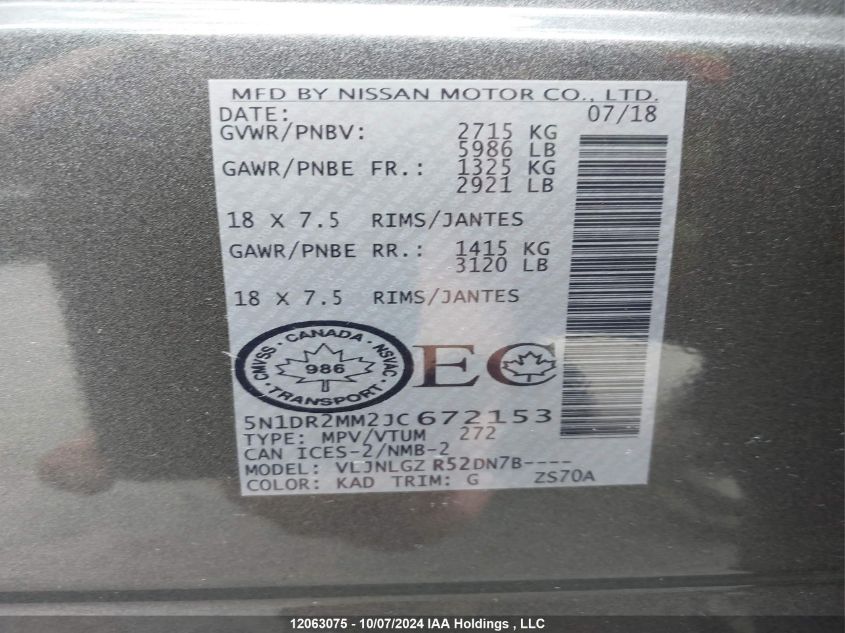 MFD BY NISSAN MOTOR CO., LTD.
DATE: 07/18
GVWR/PNBV: 2715 KG
5986 LB
GAWR/PNBE FR.: 1325 KG
2921 LB
18 X 7.5 RIMS/JANTES
GAWR/PNBE RR.: 1415 KG
3120 LB
18 X 7.5 RIMS/JANTES
CANADA
CMVSS 986 NSVAC
TRANSPORT
EC
5N1DR2MM2JC672153
TYPE: MPV/VTUM 272
CAN ICES-2/NMB-2
MODEL: VLJNLGZ R52DN7B----
COLOR: KAD TRIM: G ZS70A
12063075 - 10/07/2024 IAA Holdings , LLC